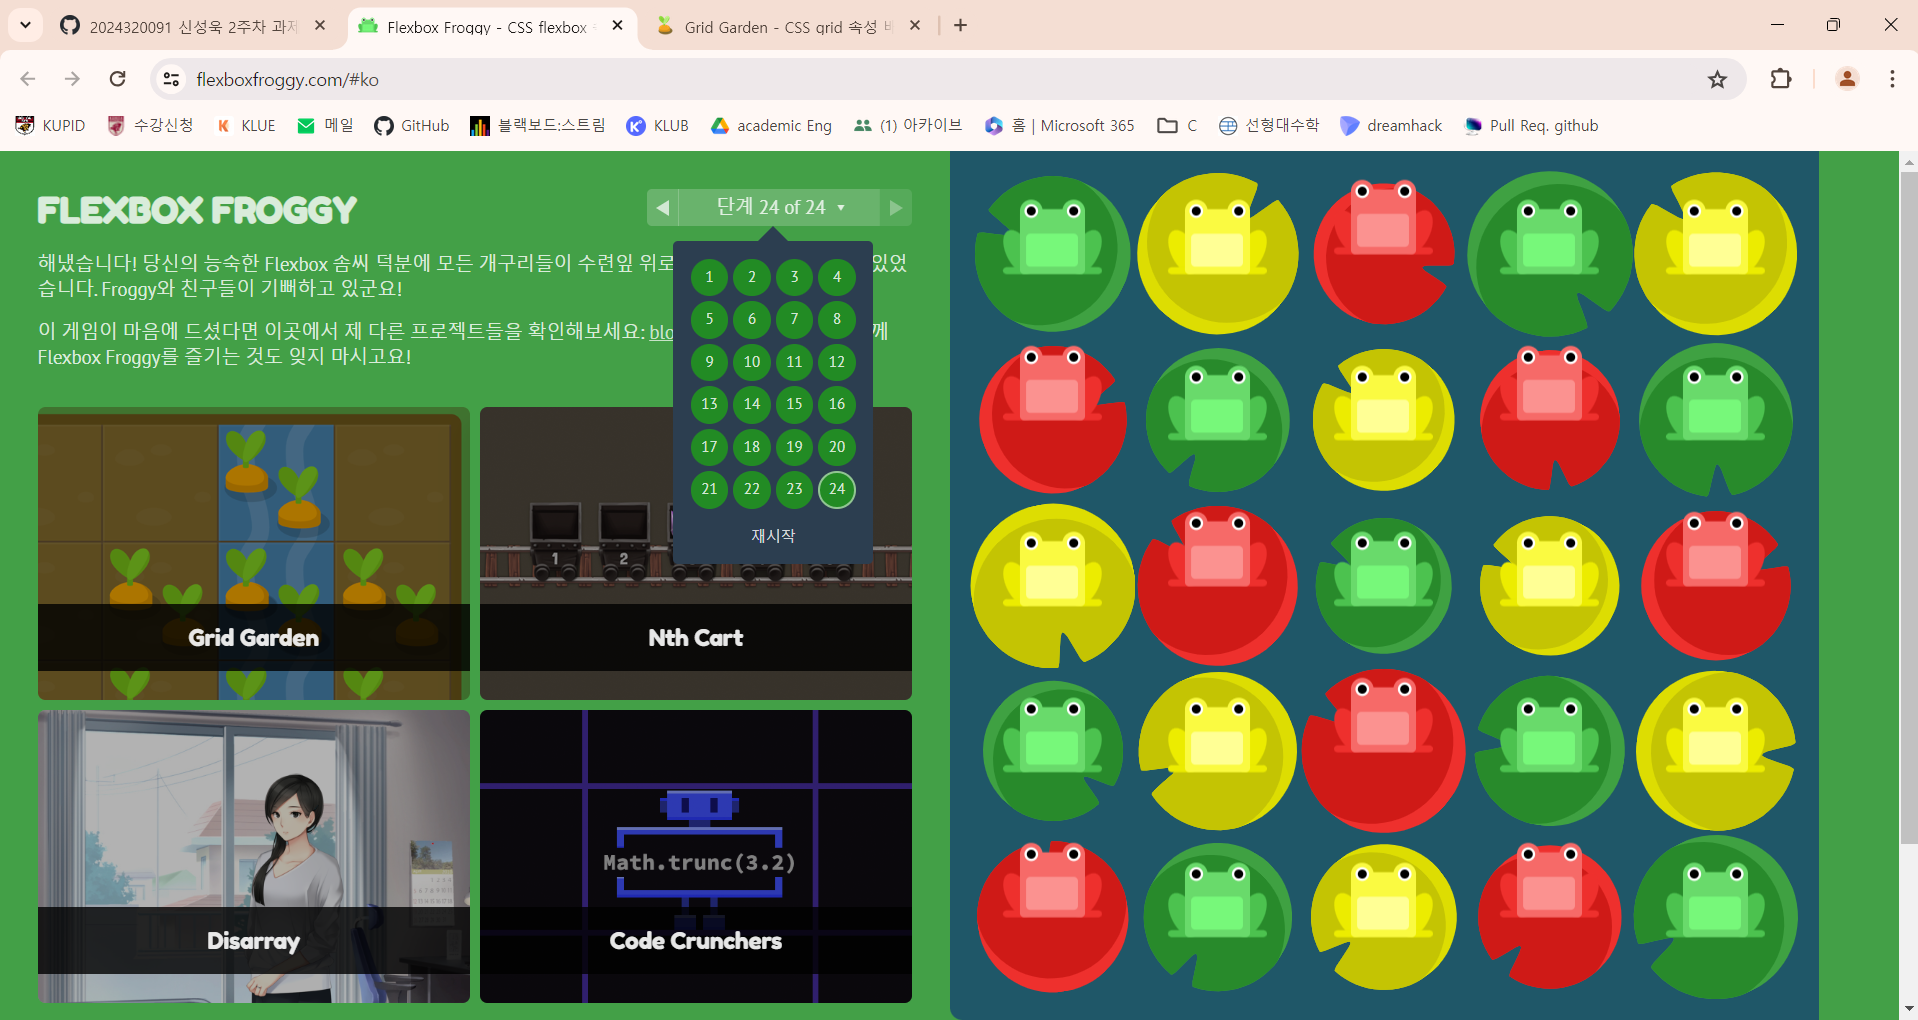 2024320091 신성욱 2주차 과제
Flexbox Froggy - CSS flexbox
Grid Garden - CSS grid 속성
flexboxfroggy.com/#ko
KUPID
수강신청
KLUE
메일
GitHub
블랙보드:스트림
KLUB
academic Eng
(1) 아카이브
홈 | Microsoft 365
C
선형대수학
dreamhack
Pull Req. github
FLEXBOX FROGGY
단계 24 of 24
해냈습니다! 당신의 능숙한 Flexbox 솜씨 덕분에 모든 개구리들이 수련잎 위로 있었
습니다. Froggy와 친구들이 기뻐하고 있군요!
이 게임이 마음에 드셨다면 이곳에서 제 다른 프로젝트들을 확인해보세요: blo 께
Flexbox Froggy를 즐기는 것도 잊지 마시고요!
1 2 3 4
5 6 7 8
9 10 11 12
13 14 15 16
17 18 19 20
21 22 23 24
재시작
1 2
Grid Garden
Nth Cart
Math.trunc(3.2)
Disarray
Code Crunchers